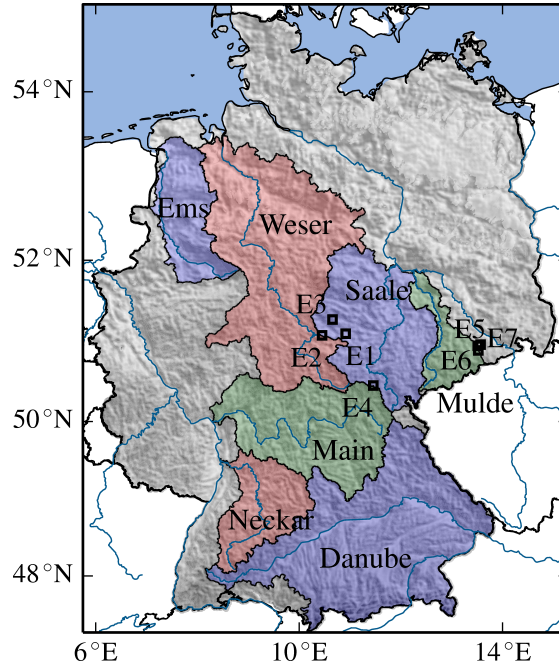 54°N
Ems
Weser
52°N
Saale
E3
E5
E7
E2
E1
E6
E4
Mulde
50°N
Main
Neckar
Danube
48°N
6°E
10°E
14°E